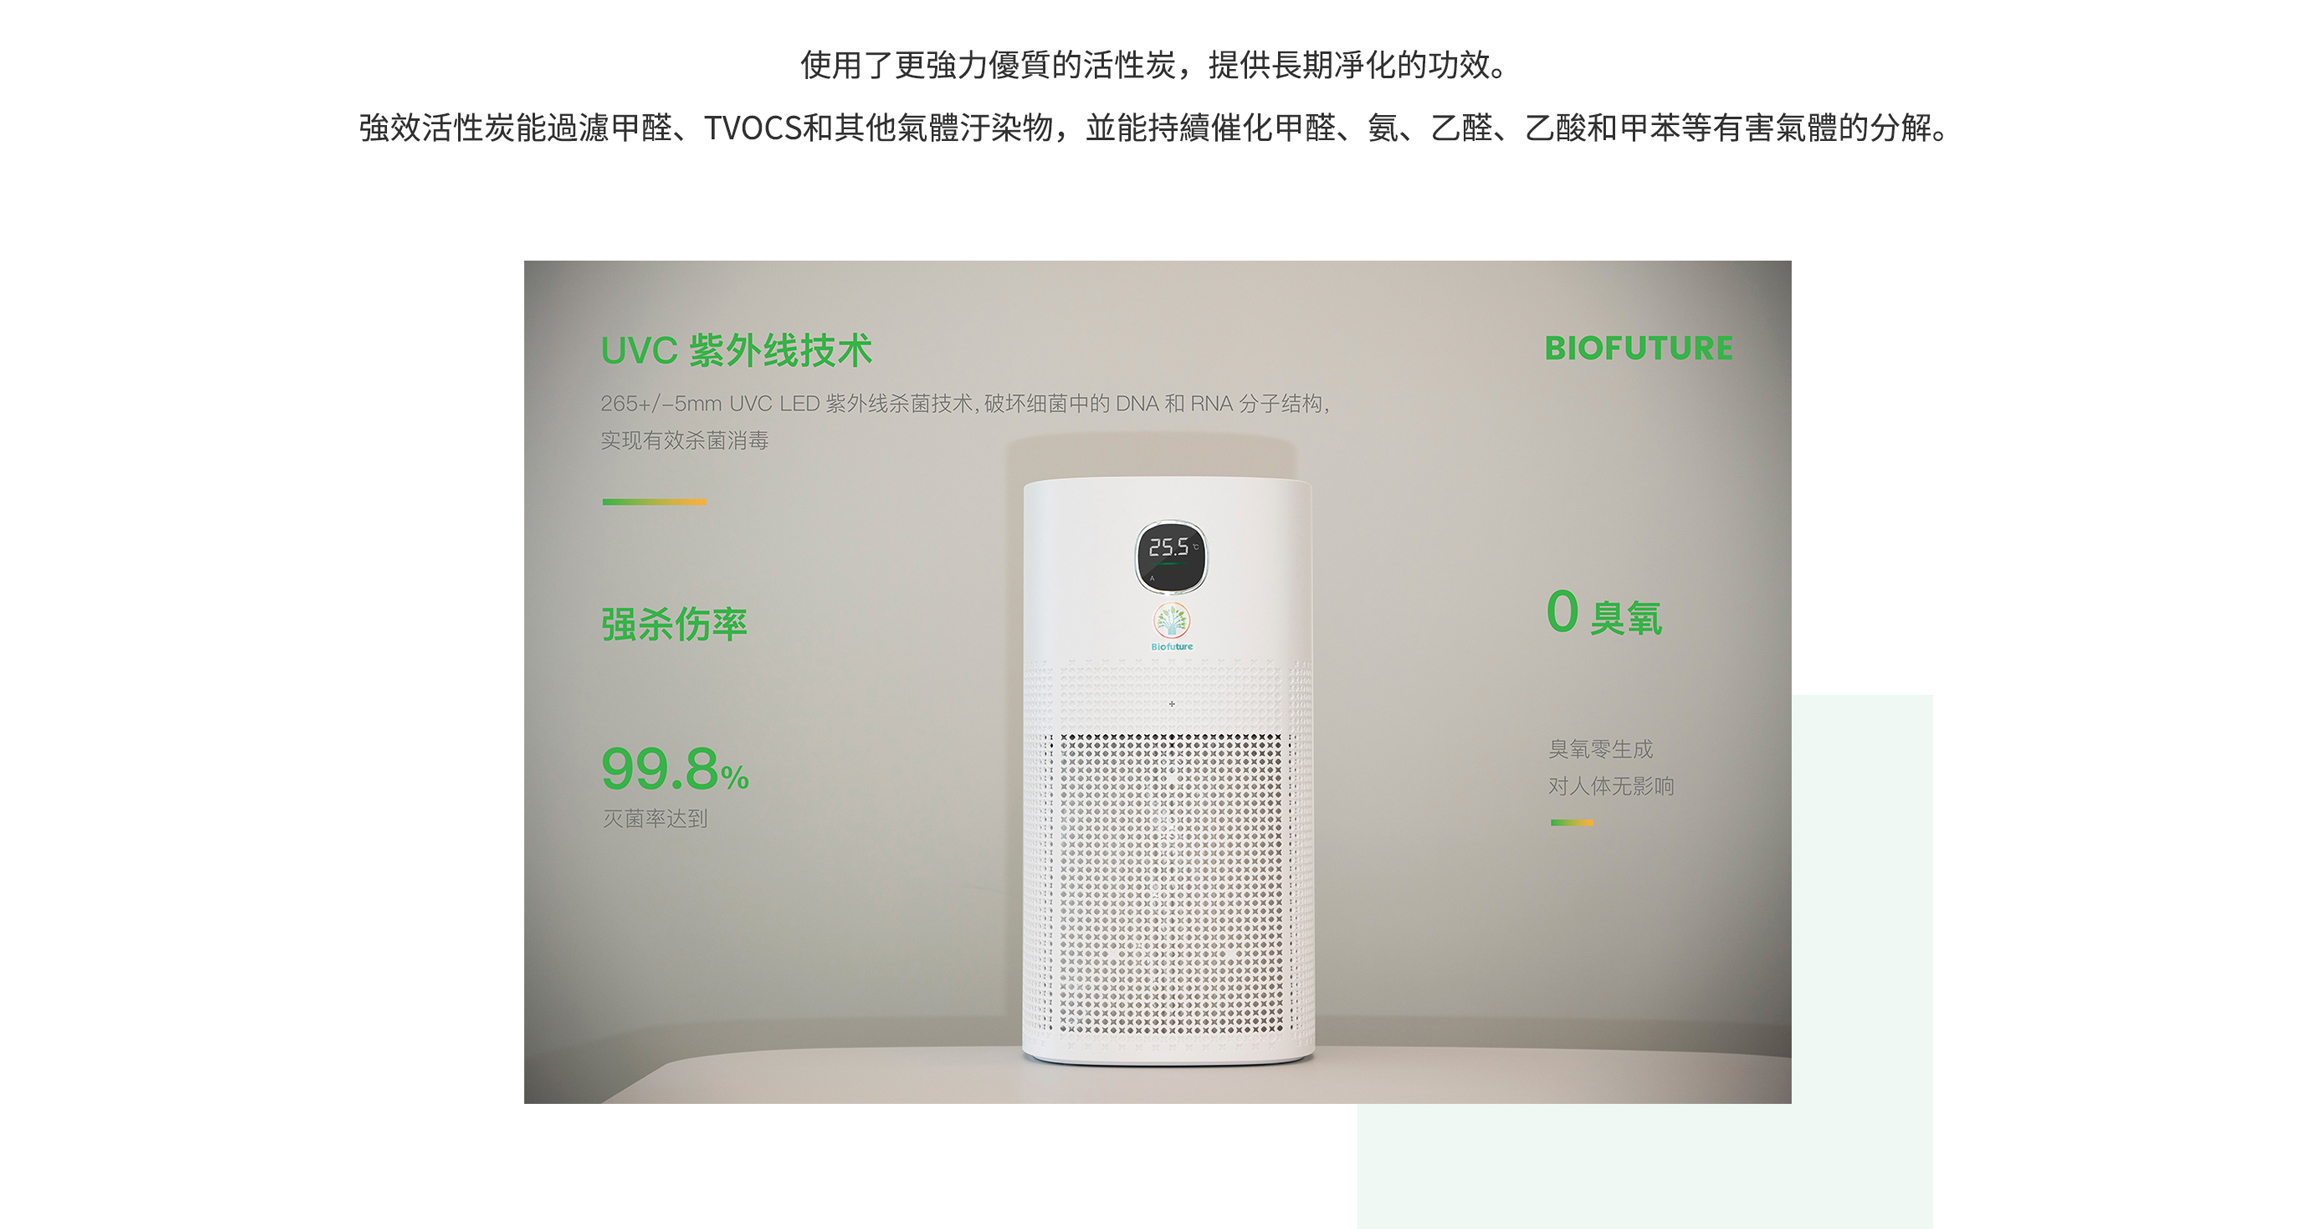 使用了更強力優質的活性炭，提供長期凈化的功效。
強效活性炭能過濾甲醛、TVOCS和其他氣體汙染物，並能持續催化甲醛、氨、乙醛、乙酸和甲苯等有害氣體的分解。
UVC 紫外线技术
BIOFUTURE
265+/-5mm UVC LED 紫外线杀菌技术，破坏细菌中的 DNA 和 RNA 分子结构，
实现有效杀菌消毒
25.5 ℃
A
Biofuture
强杀伤率
0 臭氧
99.8%
灭菌率达到
臭氧零生成
对人体无影响